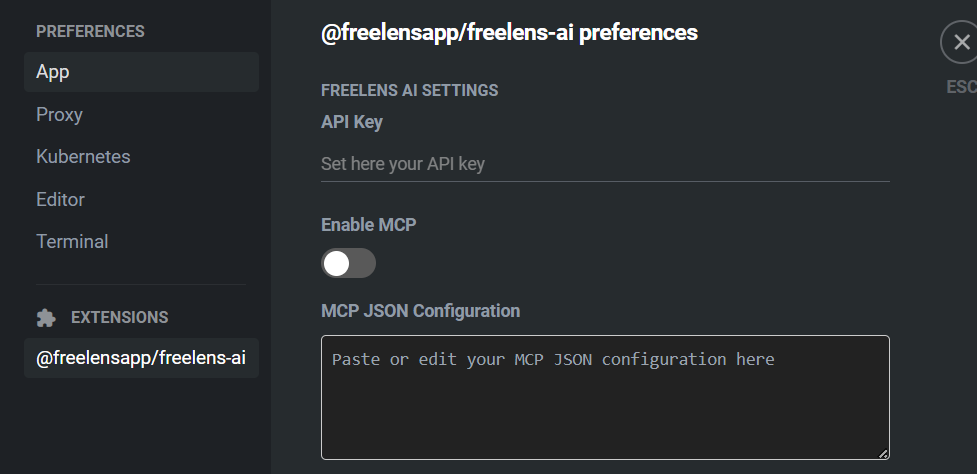 PREFERENCES
App
Proxy
Kubernetes
Editor
Terminal
EXTENSIONS
@freelensapp/freelens-ai
@freelensapp/freelens-ai preferences
FREELENS AI SETTINGS
API Key
Set here your API key
Enable MCP
MCP JSON Configuration
Paste or edit your MCP JSON configuration here
ESC